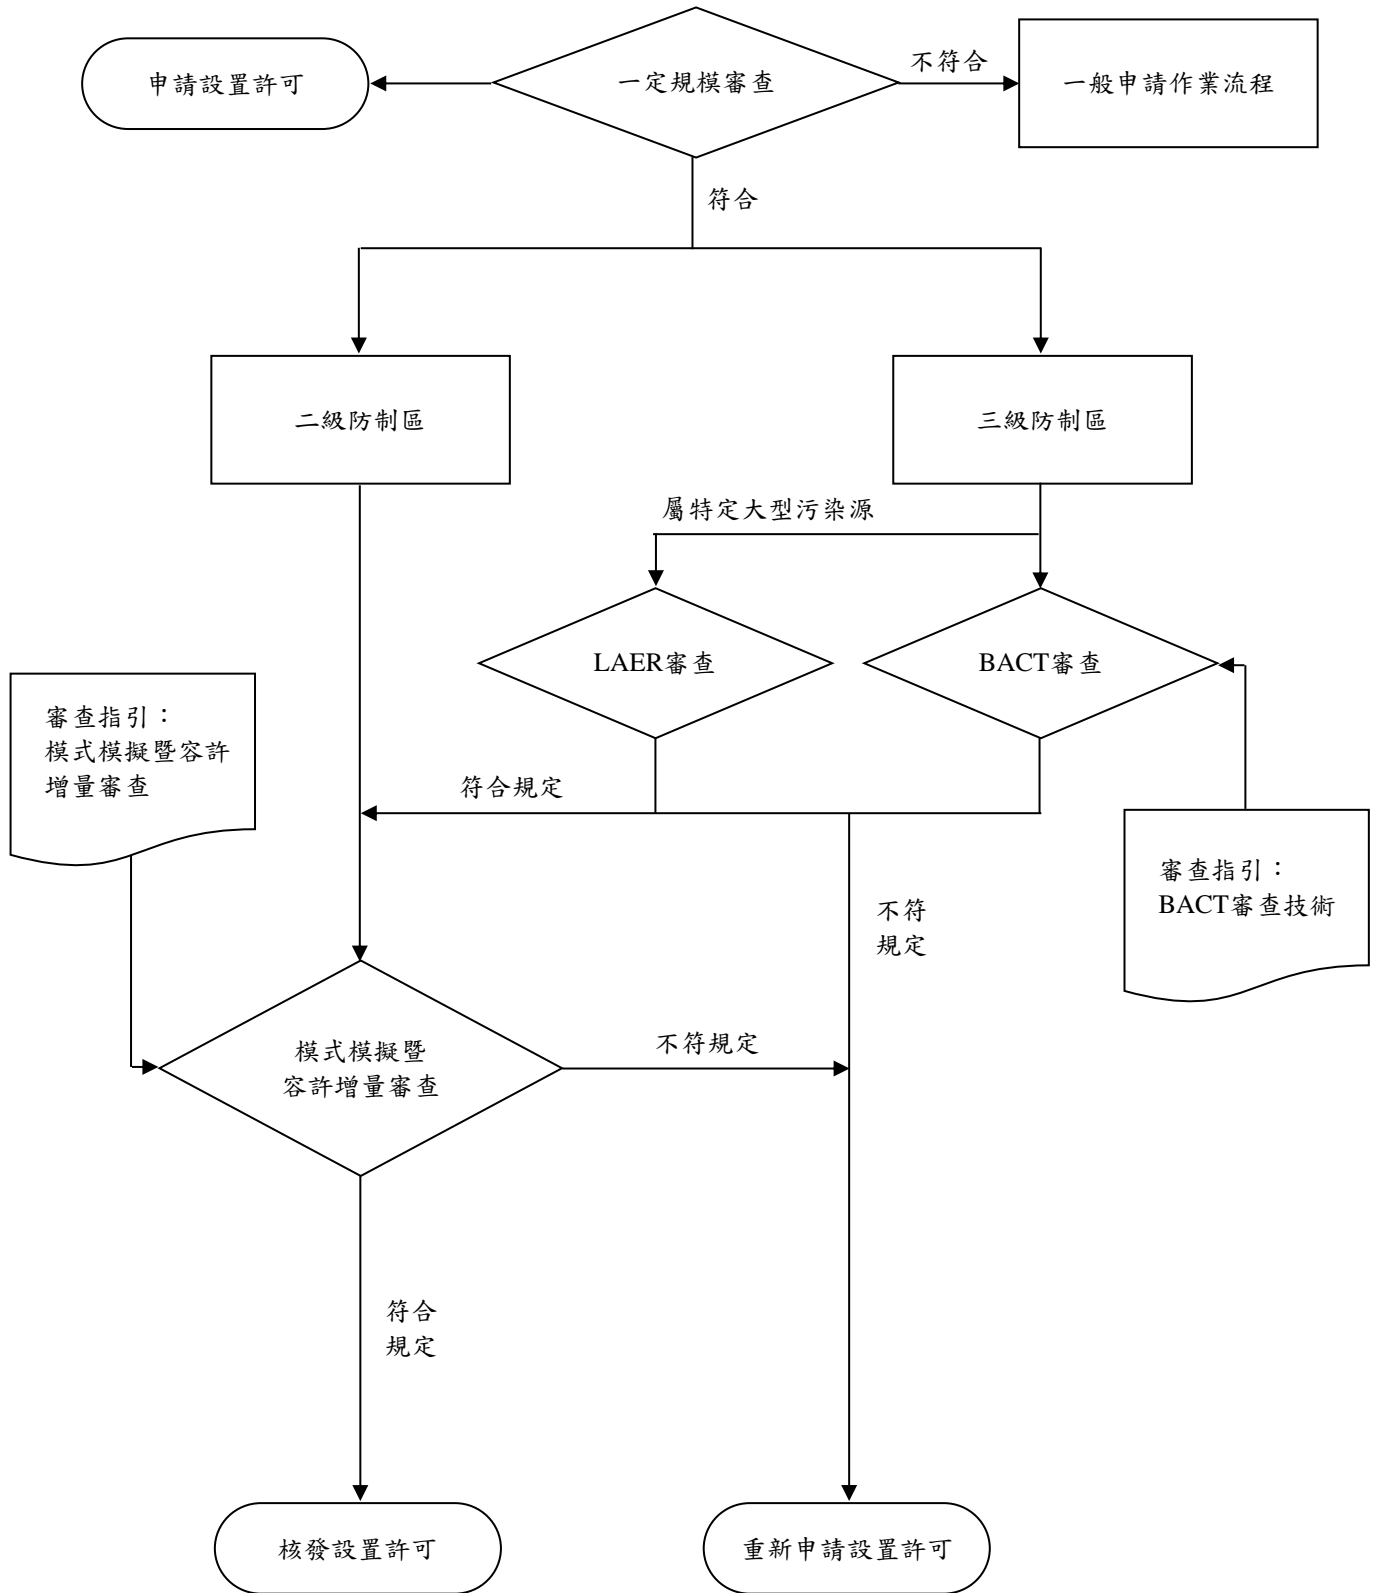 申請設置許可
一定規模審查
不符合
一般申請作業流程
符合
二級防制區
三級防制區
屬特定大型污染源
LAER審查
BACT審查
審查指引：
模式模擬暨容許
增量審查
符合規定
審查指引：
BACT審查技術
不符
規定
模式模擬暨
容許增量審查
不符規定
符合
規定
核發設置許可
重新申請設置許可